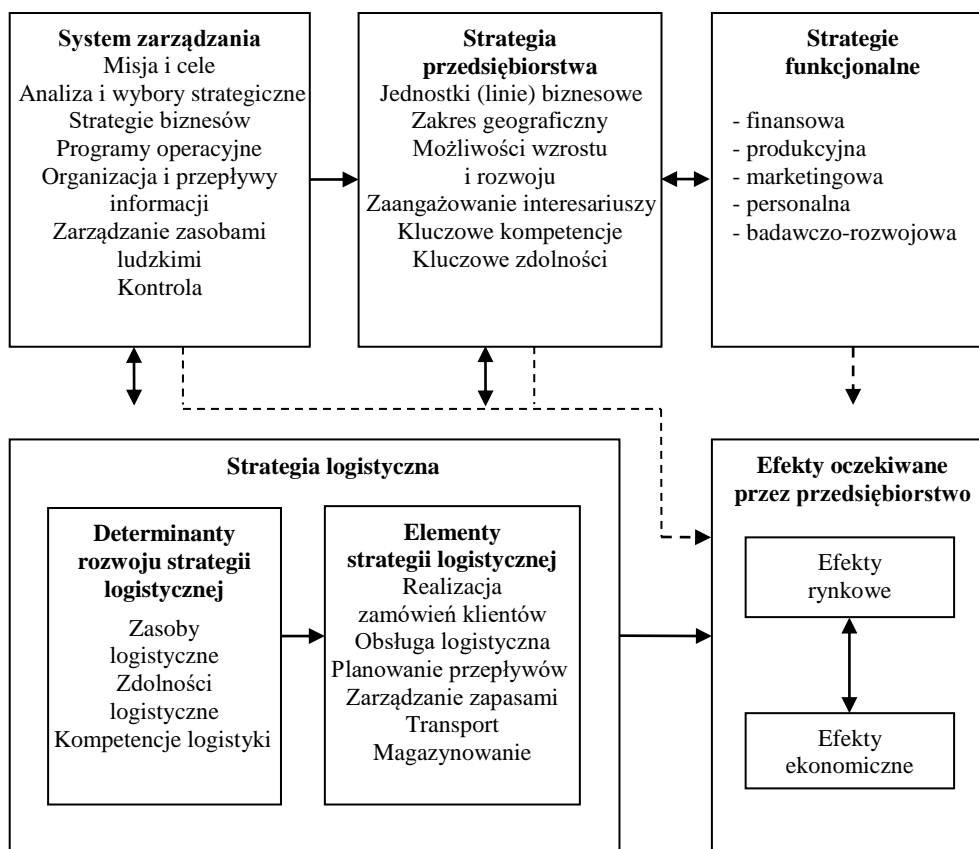 System zarządzania
Misja i cele
Analiza i wybory strategiczne
Strategie biznesów
Programy operacyjne
Organizacja i przepływy
informacji
Zarządzanie zasobami
ludzkimi
Kontrola
Strategia
przedsiębiorstwa
Jednostki (linie) biznesowe
Zakres geograficzny
Możliwości wzrostu
i rozwoju
Zaangażowanie interesariuszy
Kluczowe kompetencje
Kluczowe zdolności
Strategie
funkcjonalne
- finansowa
- produkcyjna
- marketingowa
- personalna
- badawczo-rozwojowa
Strategia logistyczna
Determinanty
rozwoju strategii
logistycznej
Zasoby
logistyczne
Zdolności
logistyczne
Kompetencje logistyki
Elementy
strategii logistycznej
Realizacja
zamówień klientów
Obsługa logistyczna
Planowanie przepływów
Zarządzanie zapasami
Transport
Magazynowanie
Efekty oczekiwane
przez przedsiębiorstwo
Efekty
rynkowe
Efekty
ekonomiczne